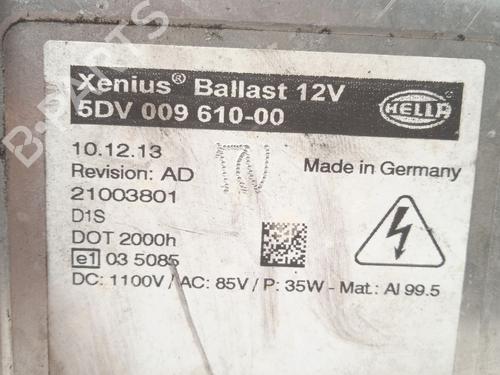 Xenius® Ballast 12V
5DV 009 610-00
HELLA
10.12.13
Revision: AD
Made in Germany
21003801
D1S
DOT 2000h
e1 03 5085
DC: 1100V / AC: 85V / P: 35W - Mat.: Al 99.5
B-PARTS